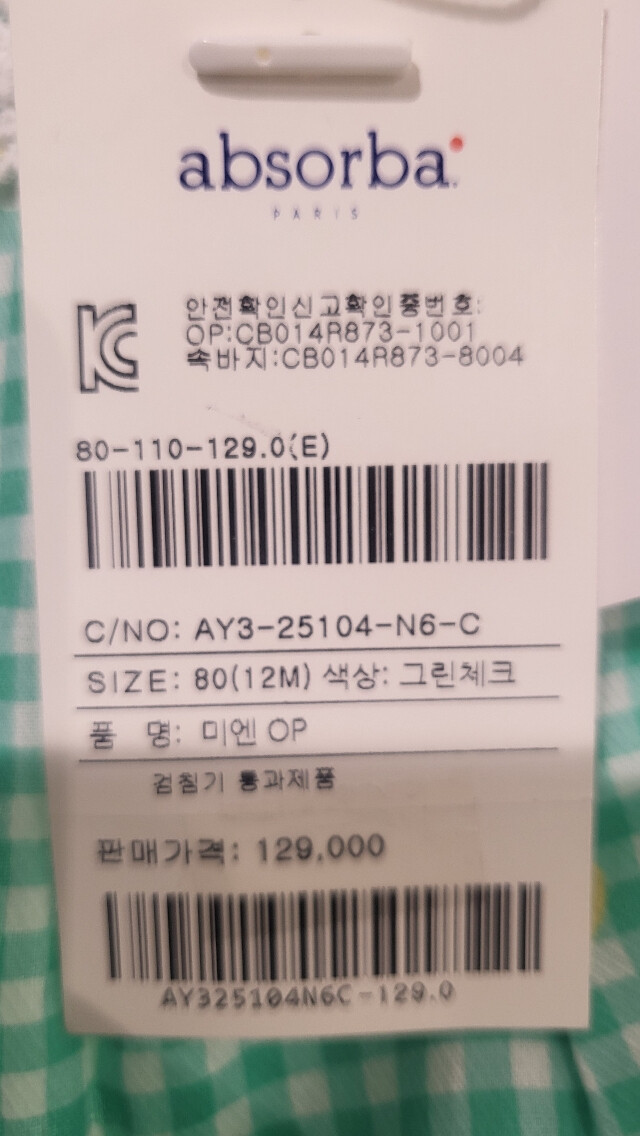 absorba.
PARIS
안전확인신고확인증번호:
OP:CB014R873-1001
속바지:CB014R873-8004
80-110-129.0(E)
C/NO: AY3-25104-N6-C
SIZE: 80(12M) 색상: 그린체크
품 명: 미엔 OP
검침기 통과제품
판매가격: 129,000
AY325104N6C-129.0